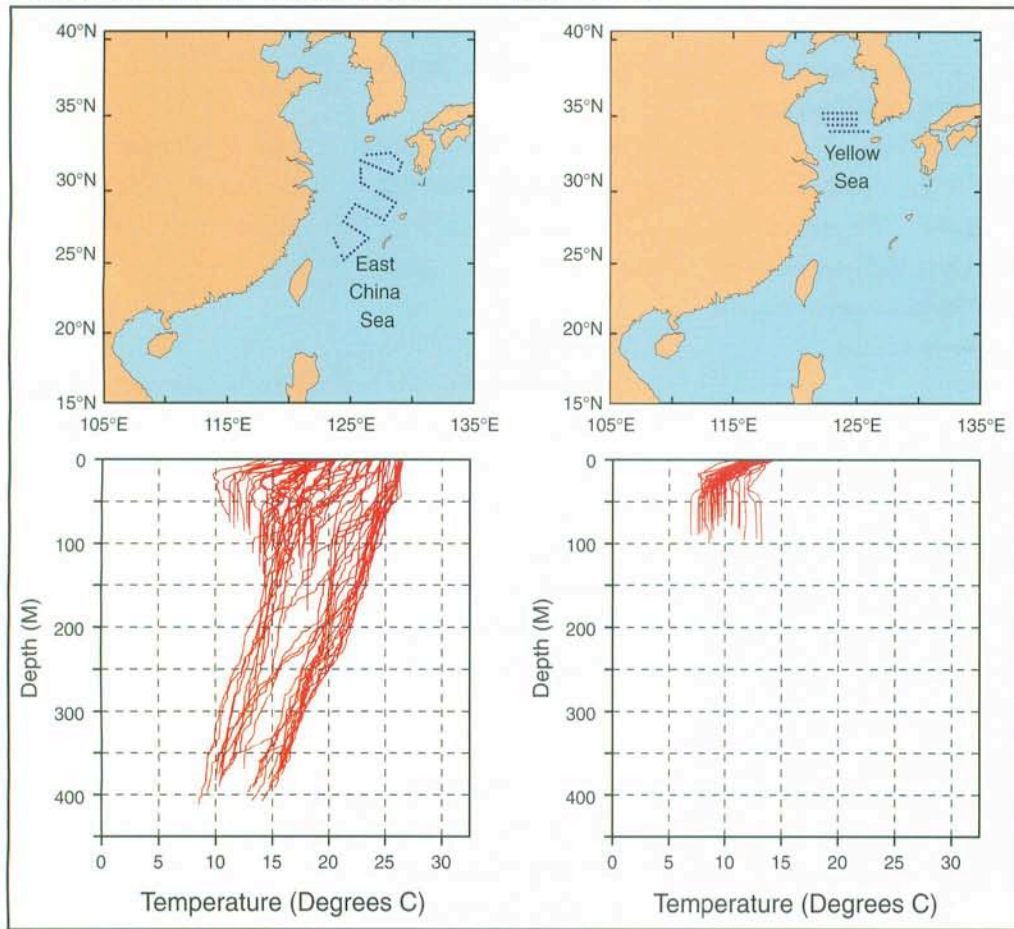 40°N
35°N
30°N
25°N
20°N
15°N
105°E
115°E
125°E
135°E
East
China
Sea
40°N
35°N
30°N
25°N
20°N
15°N
105°E
115°E
125°E
135°E
Yellow
Sea
0
100
200
300
400
Depth (M)
0 5 10 15 20 25 30
Temperature (Degrees C)
0
100
200
300
400
Depth (M)
0 5 10 15 20 25 30
Temperature (Degrees C)